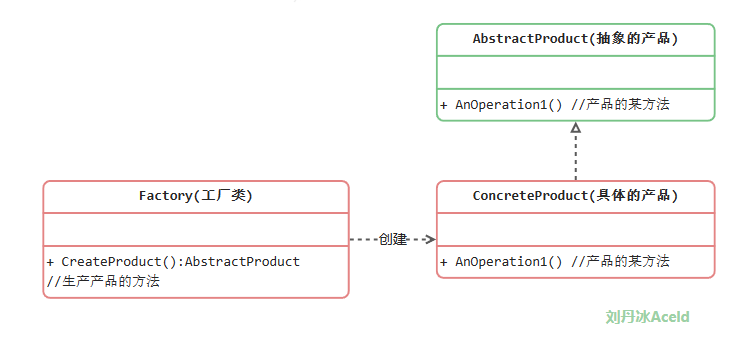 AbstractProduct(抽象的产品)
+ AnOperation1() //产品的某方法
Factory(工厂类)
+ CreateProduct():AbstractProduct
//生产产品的方法
创建
ConcreteProduct(具体的产品)
+ AnOperation1() //产品的某方法
刘丹冰Aceld